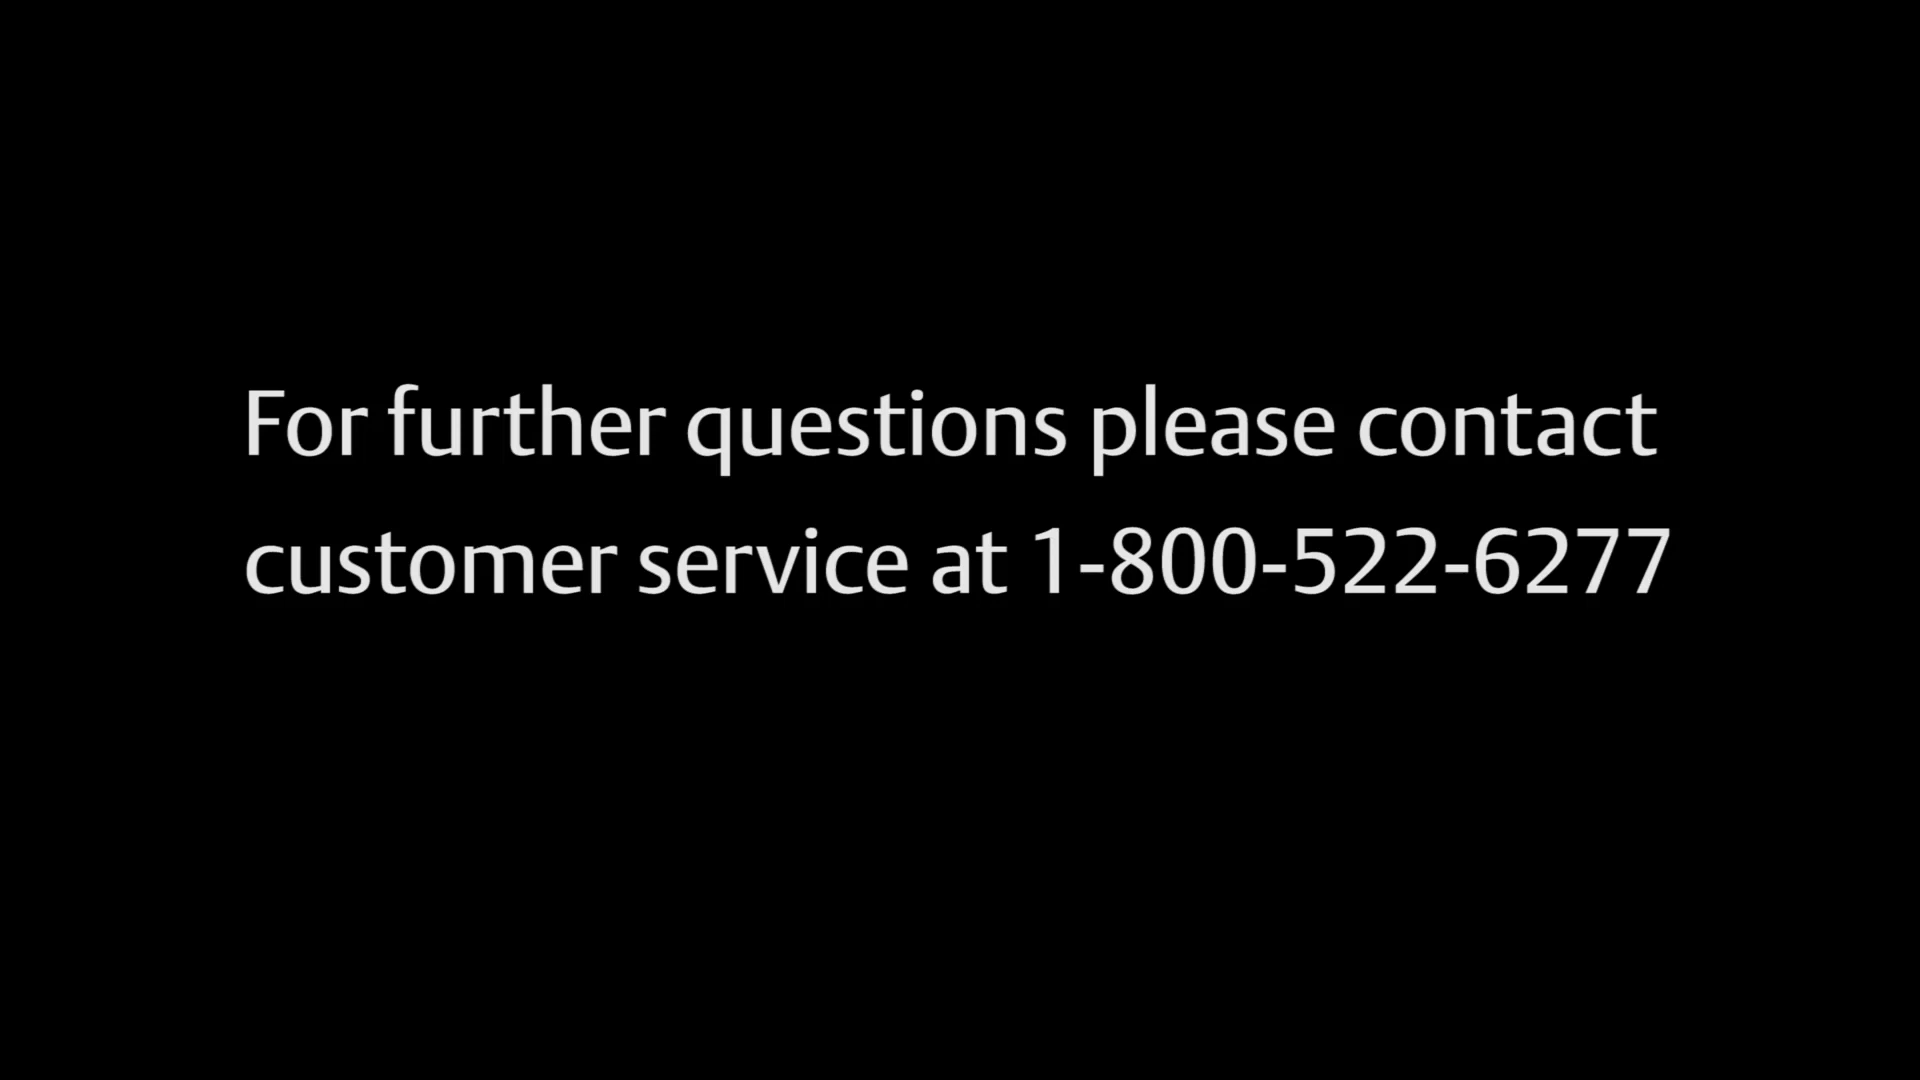 For further questions please contact
customer service at 1-800-522-6277